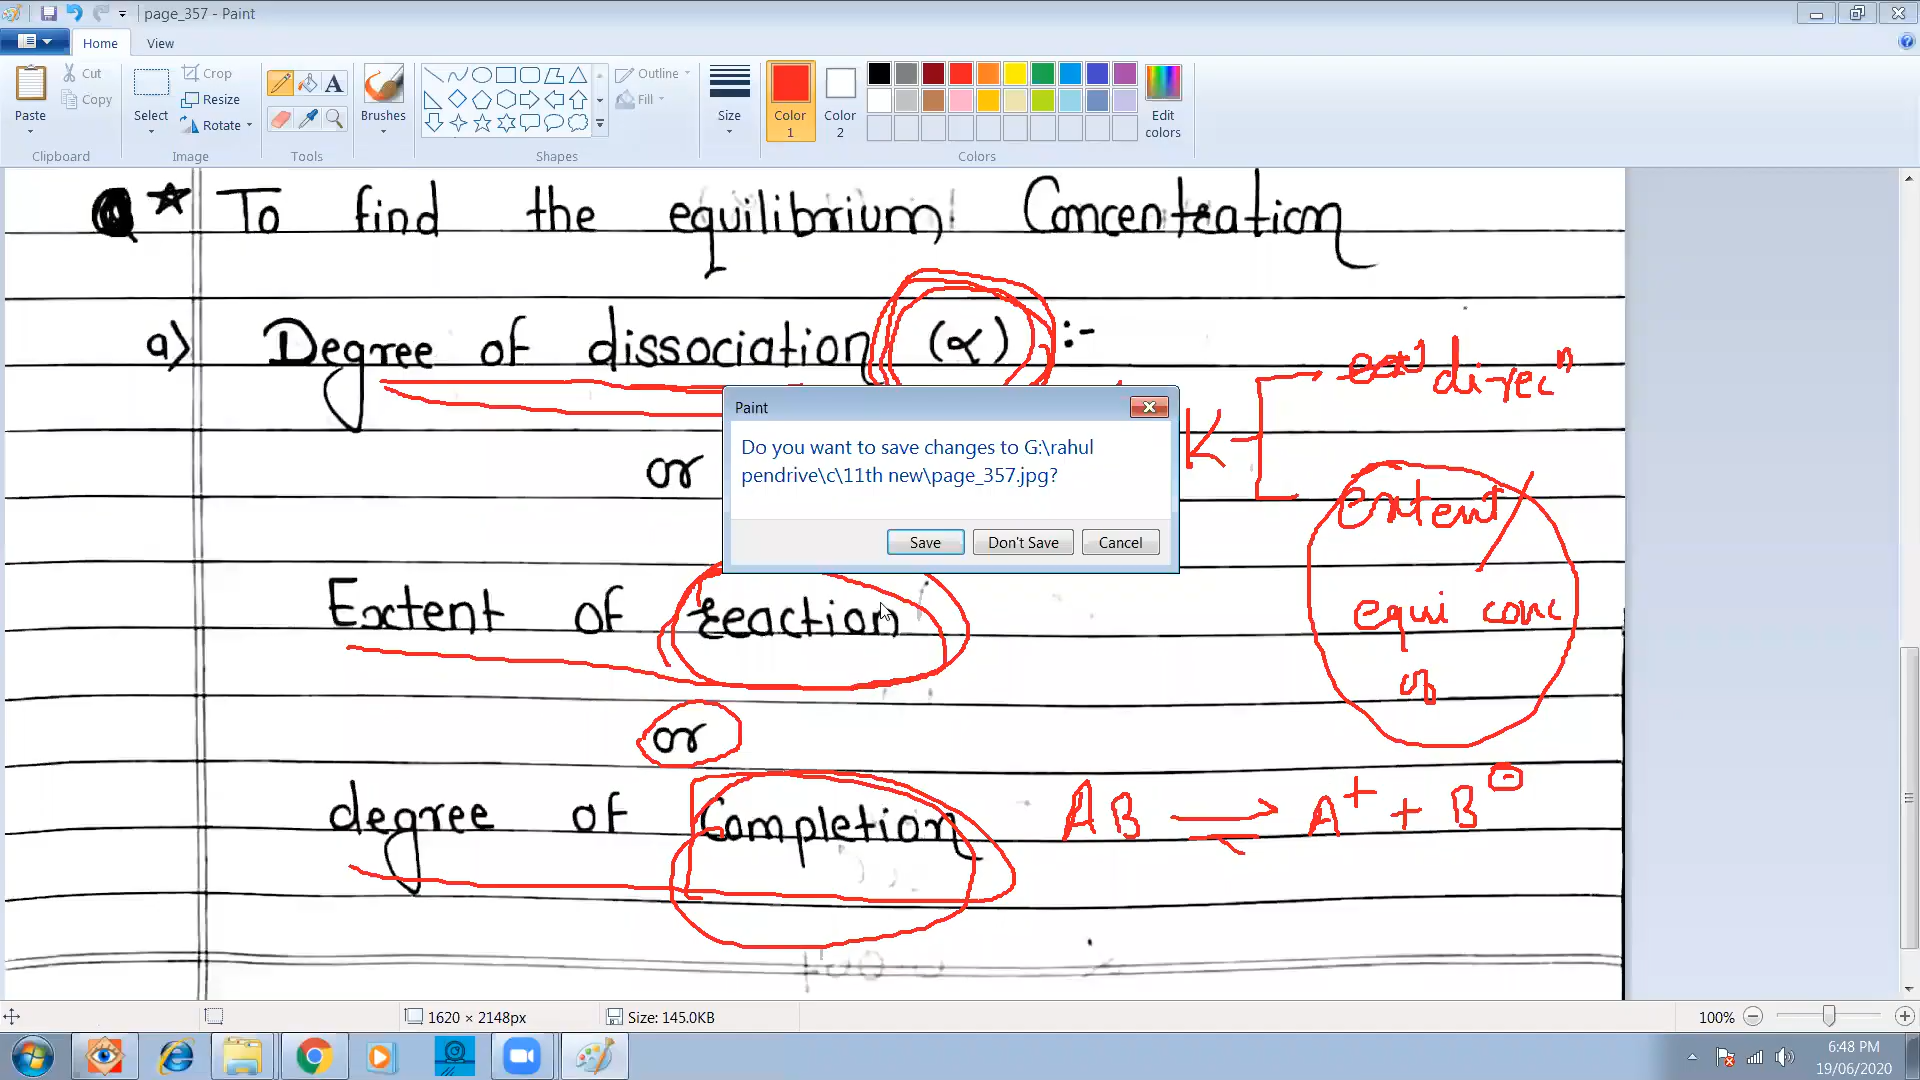 page_357 - Paint
Home View
Paste
Cut
Copy
Clipboard
Select
Crop
Resize
Rotate
Image
Tools
Brushes
Shapes
Outline
Fill
Size
Color 1
Color 2
Edit colors
Colors
To find the equilibrium Concentration
a) Degree of dissociation (α) :-
direcⁿ
K
Paint
Do you want to save changes to G:\rahul
pendrive\c\11th new\page_357.jpg?
Save Don't Save Cancel
or
extent
Extent of reaction
equi conc
of
or
degree of Completion
AB ⇌ A⁺ + B⊖
1620 × 2148px
Size: 145.0KB
100%
6:48 PM
19/06/2020